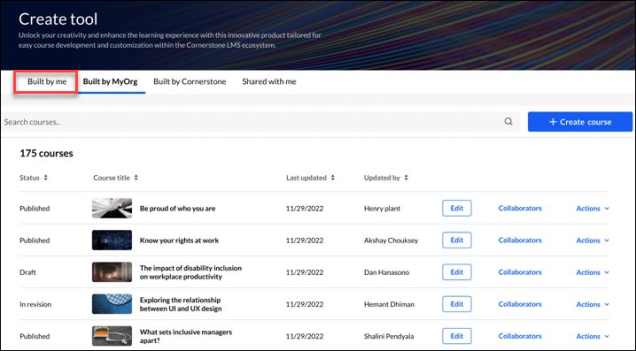 Create tool
Unlock your creativity and enhance the learning experience with this innovative product tailored for
easy course development and customization within the Cornerstone LMS ecosystem.
Built by me Built by MyOrg Built by Cornerstone Shared with me
Search courses.. + Create course
175 courses
Status Course title Last updated Updated by
Published Be proud of who you are 11/29/2022 Henry plant Edit Collaborators Actions
Published Know your rights at work 11/29/2022 Akshay Chouksey Edit Collaborators Actions
Draft The impact of disability inclusion 11/29/2022 Dan Hanasono Edit Collaborators Actions
on workplace productivity
In revision Exploring the relationship 11/29/2022 Hemant Dhiman Edit Collaborators Actions
between UI and UX design
Published What sets inclusive managers 11/29/2022 Shalini Pendyala Edit Collaborators Actions
apart?